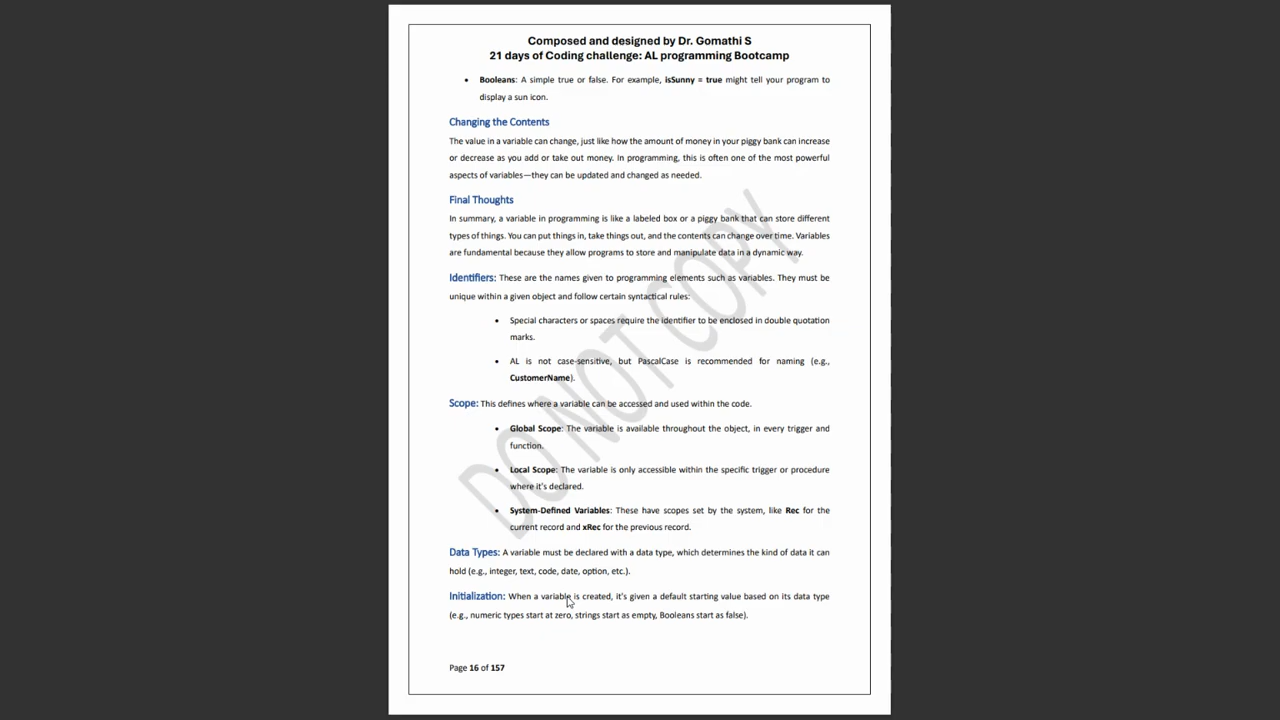 Composed and designed by Dr. Gomathi S
21 days of Coding challenge: AL programming Bootcamp
• Booleans: A simple true or false. For example, isSunny = true might tell your program to
display a sun icon.
Changing the Contents
The value in a variable can change, just like how the amount of money in your piggy bank can increase
or decrease as you add or take out money. In programming, this is often one of the most powerful
aspects of variables—they can be updated and changed as needed.
Final Thoughts
In summary, a variable in programming is like a labeled box or a piggy bank that can store different
types of things. You can put things in, take things out, and the contents can change over time. Variables
are fundamental because they allow programs to store and manipulate data in a dynamic way.
Identifiers: These are the names given to programming elements such as variables. They must be
unique within a given object and follow certain syntactical rules:
• Special characters or spaces require the identifier to be enclosed in double quotation
marks.
• AL is not case-sensitive, but PascalCase is recommended for naming (e.g.,
CustomerName).
Scope: This defines where a variable can be accessed and used within the code.
• Global Scope: The variable is available throughout the object, in every trigger and
function.
• Local Scope: The variable is only accessible within the specific trigger or procedure
where it's declared.
• System-Defined Variables: These have scopes set by the system, like Rec for the
current record and xRec for the previous record.
Data Types: A variable must be declared with a data type, which determines the kind of data it can
hold (e.g., integer, text, code, date, option, etc.).
Initialization: When a variable is created, it's given a default starting value based on its data type
(e.g., numeric types start at zero, strings start as empty, Booleans start as false).
Page 16 of 157
DO NOT COPY